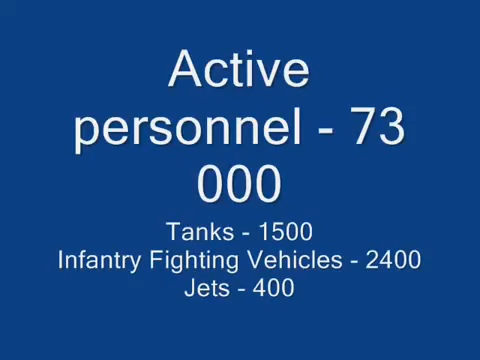 Active
personnel - 73
000
Tanks - 1500
Infantry Fighting Vehicles - 2400
Jets - 400